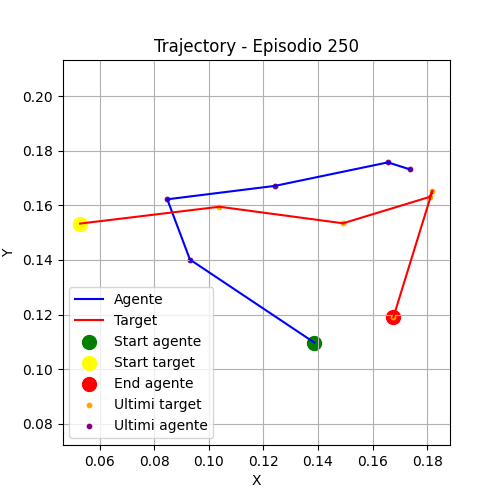 Trajectory - Episodio 250
0.20
0.18
0.16
0.14
0.12
0.10
0.08
Y
Agente
Target
Start agente
Start target
End agente
Ultimi target
Ultimi agente
0.06 0.08 0.10 0.12 0.14 0.16 0.18
X